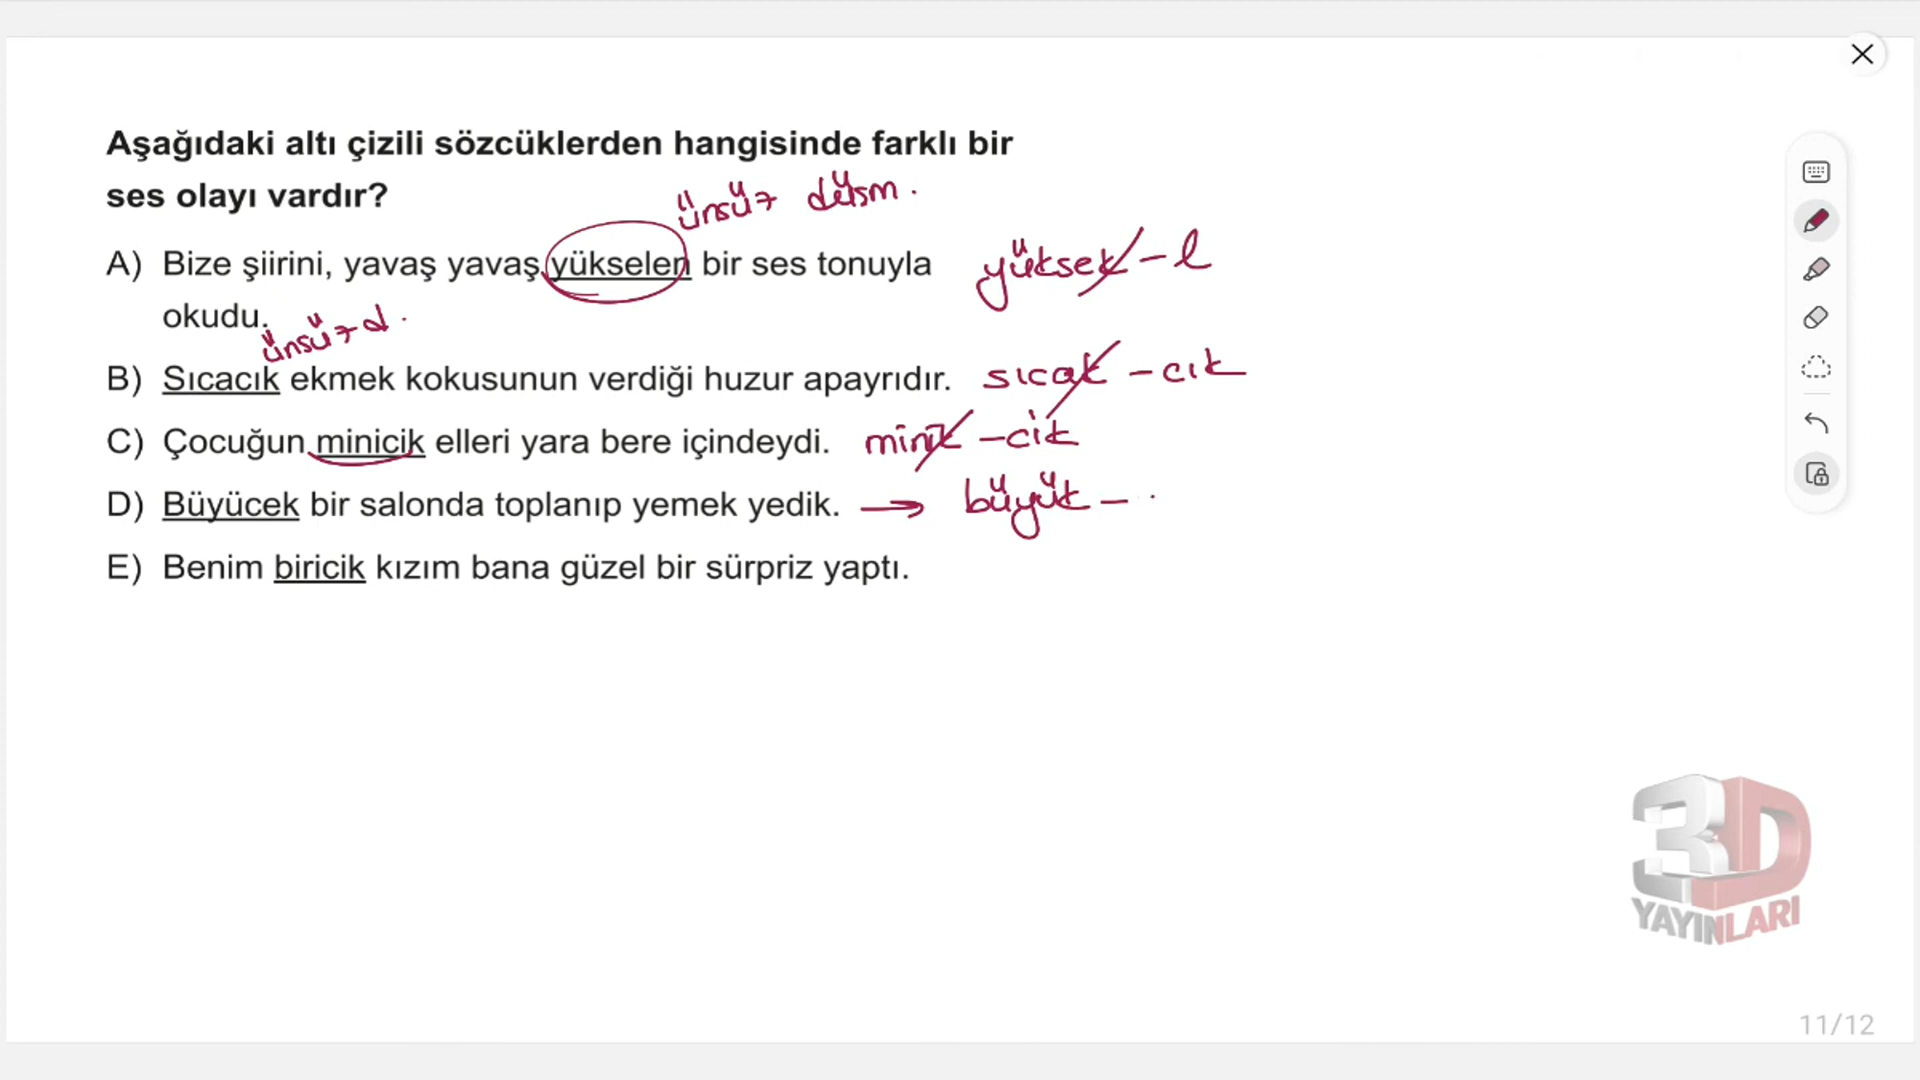 Aşağıdaki altı çizili sözcüklerden hangisinde farklı bir
ses olayı vardır?
ünsüz düşm.
A) Bize şiirini, yavaş yavaş yükselen bir ses tonuyla
yüksek - l
okudu.
ünsüz d.
B) Sıcacık ekmek kokusunun verdiği huzur apayrıdır.
sıcak - cık
C) Çocuğun minicik elleri yara bere içindeydi.
minik - cik
D) Büyücek bir salonda toplanıp yemek yedik.
→ büyük -
E) Benim biricik kızım bana güzel bir sürpriz yaptı.
3D
YAYINLARI
11/12